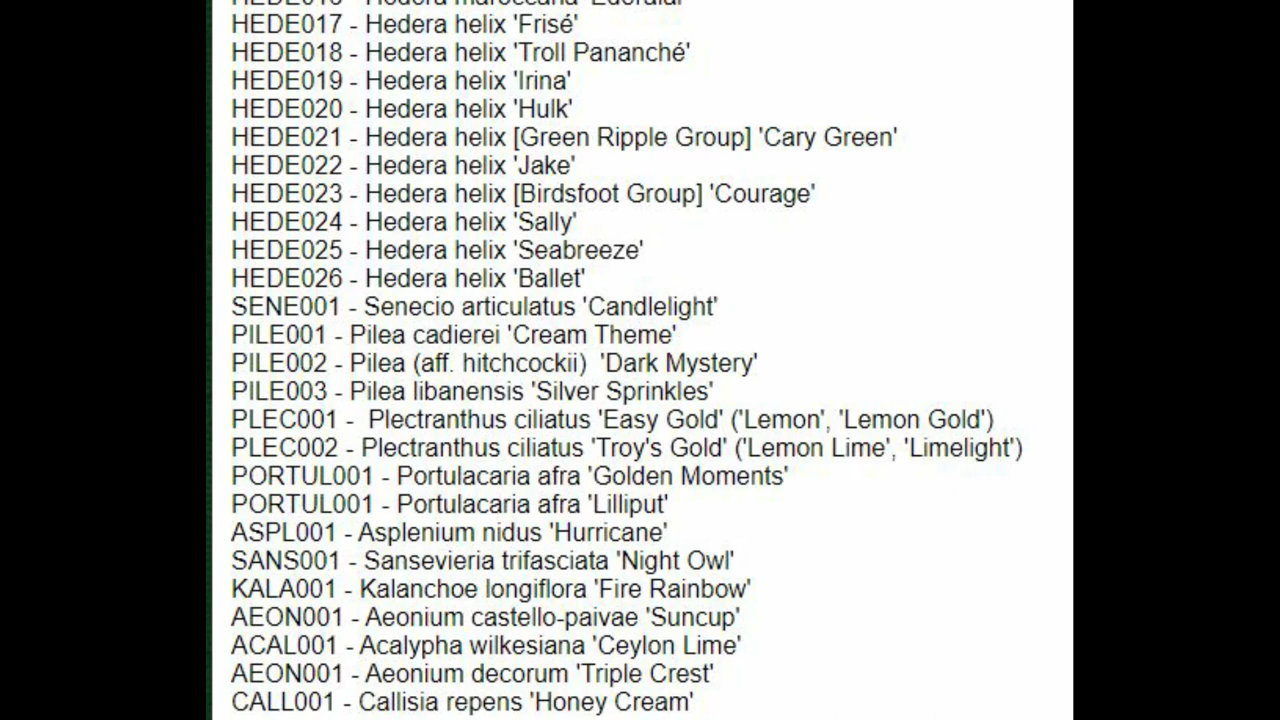 HEDE016 - Hedera maroccana
HEDE017 - Hedera helix 'Frisé'
HEDE018 - Hedera helix 'Troll Pananché'
HEDE019 - Hedera helix 'Irina'
HEDE020 - Hedera helix 'Hulk'
HEDE021 - Hedera helix [Green Ripple Group] 'Cary Green'
HEDE022 - Hedera helix 'Jake'
HEDE023 - Hedera helix [Birdsfoot Group] 'Courage'
HEDE024 - Hedera helix 'Sally'
HEDE025 - Hedera helix 'Seabreeze'
HEDE026 - Hedera helix 'Ballet'
SENE001 - Senecio articulatus 'Candlelight'
PILE001 - Pilea cadierei 'Cream Theme'
PILE002 - Pilea (aff. hitchcockii)  'Dark Mystery'
PILE003 - Pilea libanensis 'Silver Sprinkles'
PLEC001 -  Plectranthus ciliatus 'Easy Gold' ('Lemon', 'Lemon Gold')
PLEC002 - Plectranthus ciliatus 'Troy's Gold' ('Lemon Lime', 'Limelight')
PORTUL001 - Portulacaria afra 'Golden Moments'
PORTUL001 - Portulacaria afra 'Lilliput'
ASPL001 - Asplenium nidus 'Hurricane'
SANS001 - Sansevieria trifasciata 'Night Owl'
KALA001 - Kalanchoe longiflora 'Fire Rainbow'
AEON001 - Aeonium castello-paivae 'Suncup'
ACAL001 - Acalypha wilkesiana 'Ceylon Lime'
AEON001 - Aeonium decorum 'Triple Crest'
CALL001 - Callisia repens 'Honey Cream'